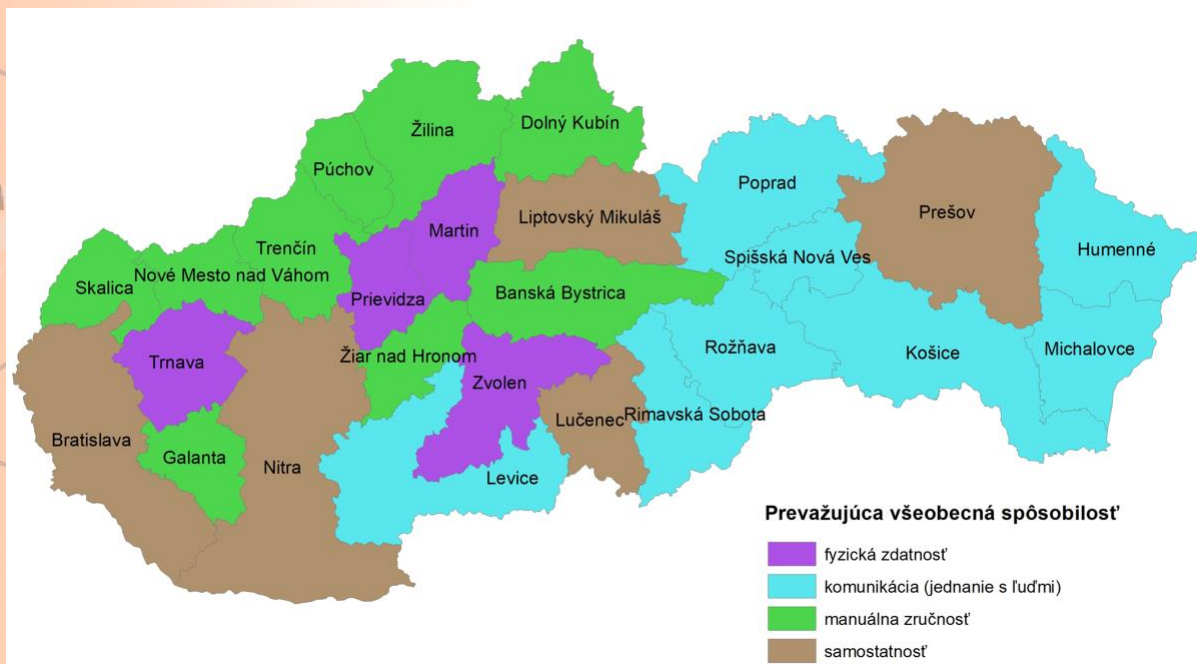 Žilina
Dolný Kubín
Púchov
Poprad
Prešov
Liptovský Mikuláš
Martin
Trenčín
Humenné
Spišská Nová Ves
Nové Mesto nad Váhom
Skalica
Prievidza
Banská Bystrica
Rožňava
Košice
Michalovce
Žiar nad Hronom
Trnava
Zvolen
Lučenec
Rimavská Sobota
Bratislava
Galanta
Nitra
Levice
Prevažujúca všeobecná spôsobilosť
fyzická zdatnosť
komunikácia (jednanie s ľuďmi)
manuálna zručnosť
samostatnosť